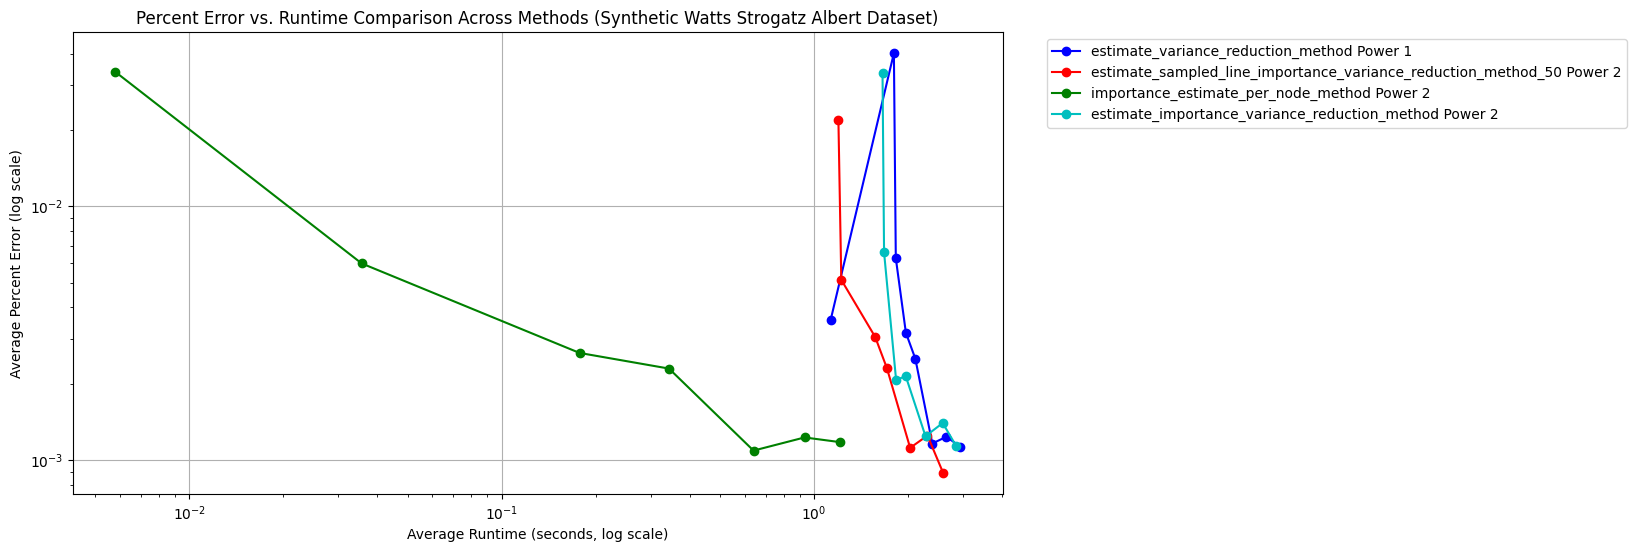 Percent Error vs. Runtime Comparison Across Methods (Synthetic Watts Strogatz Albert Dataset)
estimate_variance_reduction_method Power 1
estimate_sampled_line_importance_variance_reduction_method_50 Power 2
importance_estimate_per_node_method Power 2
estimate_importance_variance_reduction_method Power 2
Average Percent Error (log scale)
10⁻²
10⁻³
10⁻²
10⁻¹
10⁰
Average Runtime (seconds, log scale)